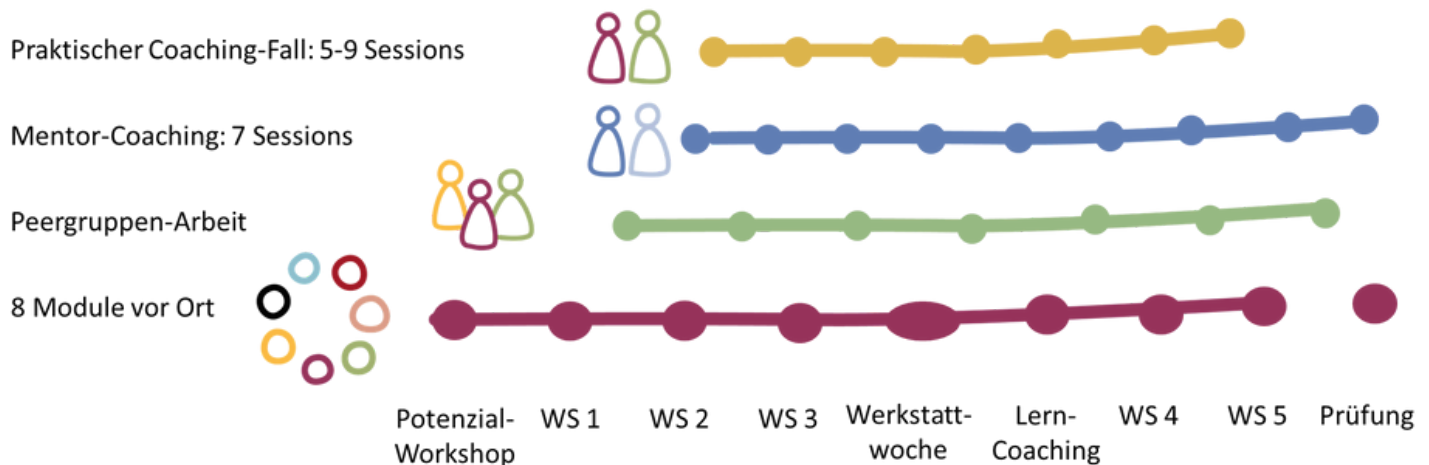 Praktischer Coaching-Fall: 5-9 Sessions
Mentor-Coaching: 7 Sessions
Peergruppen-Arbeit
8 Module vor Ort
Potenzial-
Workshop
WS 1
WS 2
WS 3
Werkstatt-
woche
Lern-
Coaching
WS 4
WS 5
Prüfung